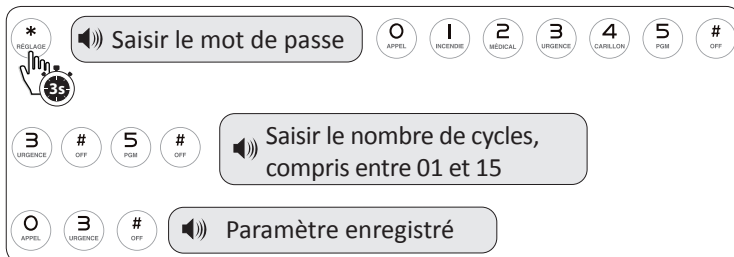 * RÉGLAGE 3s Saisir le mot de passe 0 APPEL 1 INCENDIE 2 MÉDICAL 3 URGENCE 4 CARILLON 5 PGM # OFF
3 URGENCE # OFF 5 PGM # OFF Saisir le nombre de cycles,
compris entre 01 et 15
0 APPEL 3 URGENCE # OFF Paramètre enregistré